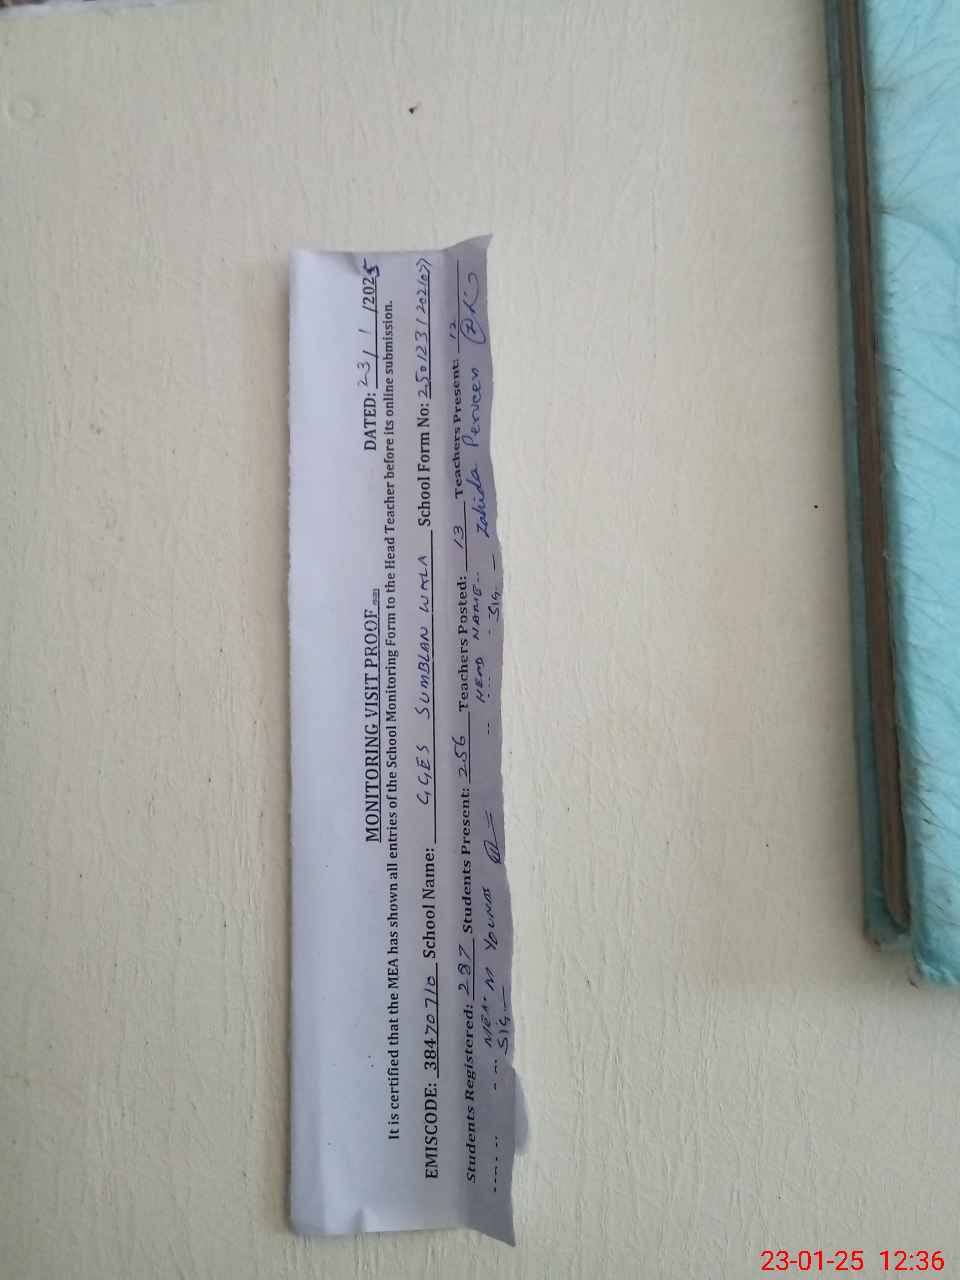 MONITORING VISIT PROOF
DATED: 23/1/2025
It is certified that the MEA has shown all entries of the School Monitoring Form to the Head Teacher before its online submission.
EMISCODE: 38470710 School Name: GGES SUMBLAN WALA School Form No:
Students Registered: 287 Students Present: 256 Teachers Posted: 13 Teachers Present: 12
MEA. M YOUNAS HEAD NAME.. Zahida Perveen
SIG— SIG—
23-01-25 12:36